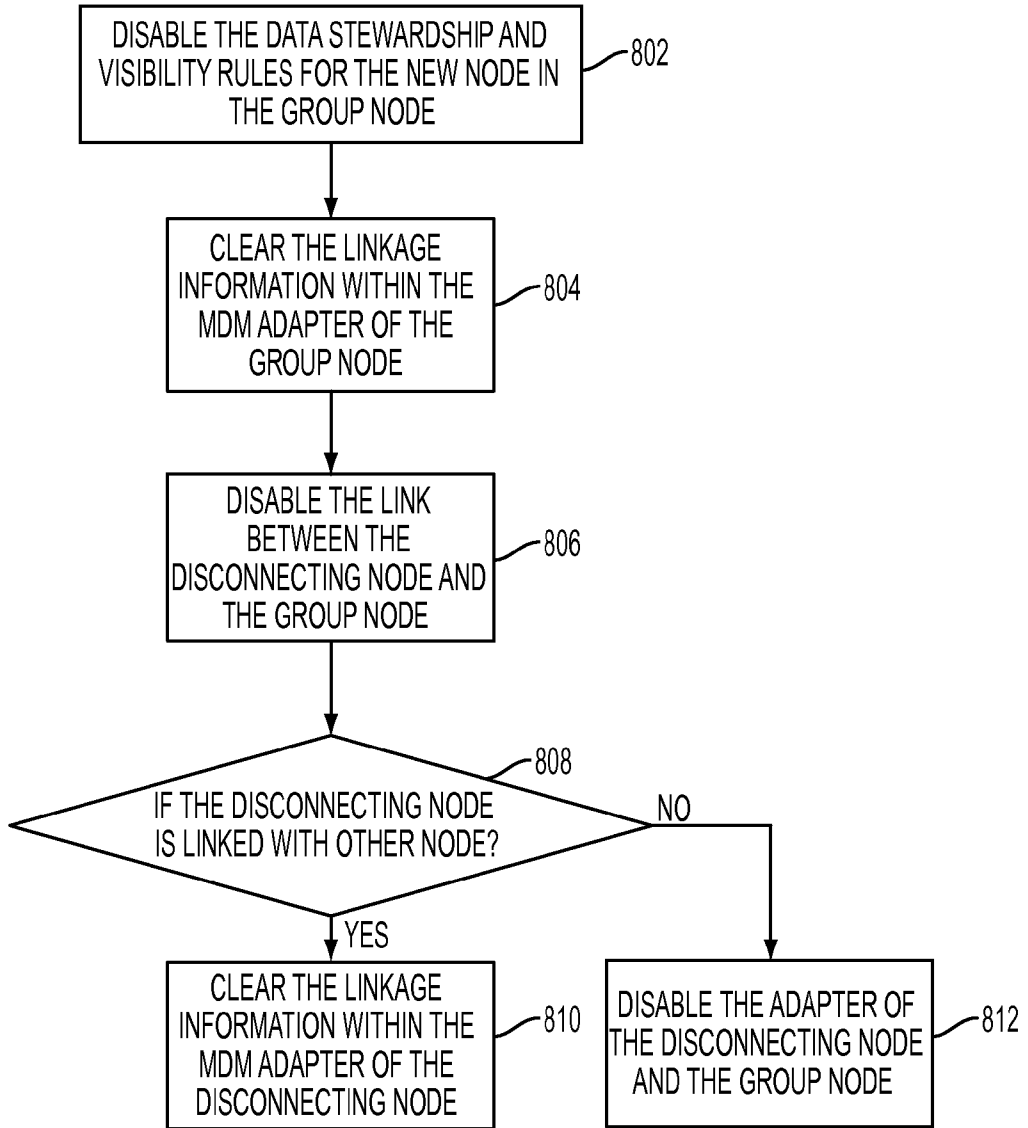 DISABLE THE DATA STEWARDSHIP AND
VISIBILITY RULES FOR THE NEW NODE IN
THE GROUP NODE
802
CLEAR THE LINKAGE
INFORMATION WITHIN THE
MDM ADAPTER OF THE
GROUP NODE
804
DISABLE THE LINK
BETWEEN THE
DISCONNECTING NODE AND
THE GROUP NODE
806
808
IF THE DISCONNECTING NODE
IS LINKED WITH OTHER NODE?
NO
YES
CLEAR THE LINKAGE
INFORMATION WITHIN THE
MDM ADAPTER OF THE
DISCONNECTING NODE
810
DISABLE THE ADAPTER OF
THE DISCONNECTING NODE
AND THE GROUP NODE
812